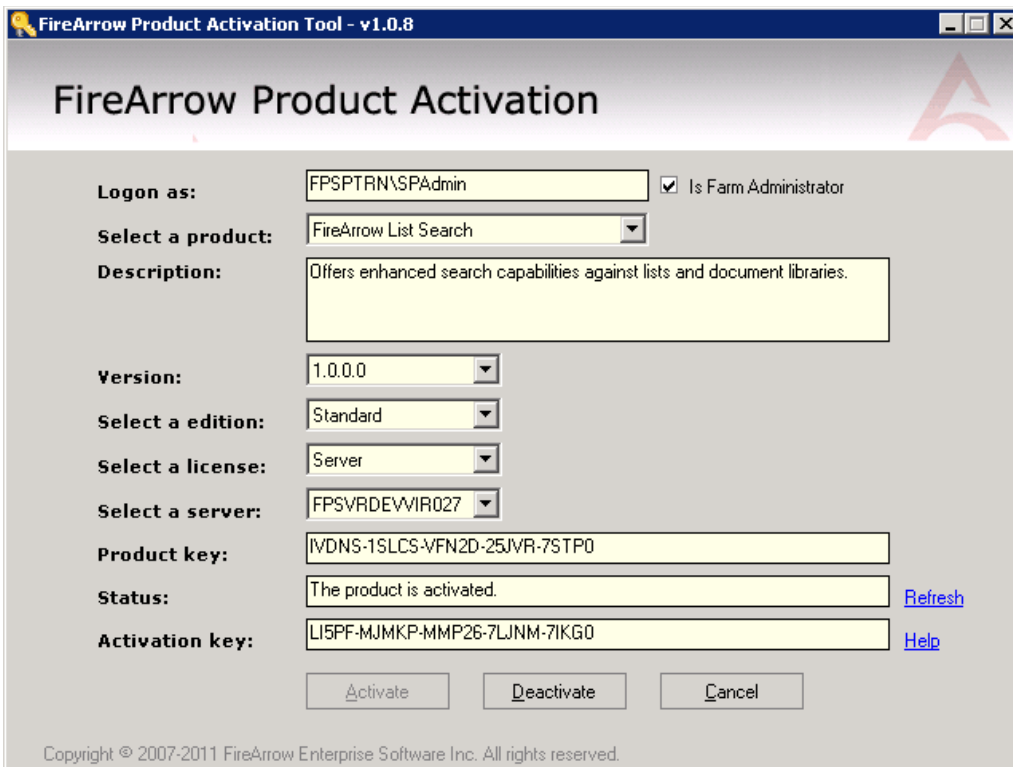 FireArrow Product Activation Tool - v1.0.8
FireArrow Product Activation
Logon as: FPSPTRN\SPAdmin Is Farm Administrator
Select a product: FireArrow List Search
Description: Offers enhanced search capabilities against lists and document libraries.
Version: 1.0.0.0
Select a edition: Standard
Select a license: Server
Select a server: FPSVRDEVVIR027
Product key: IVDNS-1SLCS-VFN2D-25JVR-7STP0
Status: The product is activated. Refresh
Activation key: LI5PF-MJMKP-MMP26-7LJNM-7IKG0 Help
Activate Deactivate Cancel
Copyright © 2007-2011 FireArrow Enterprise Software Inc. All rights reserved.